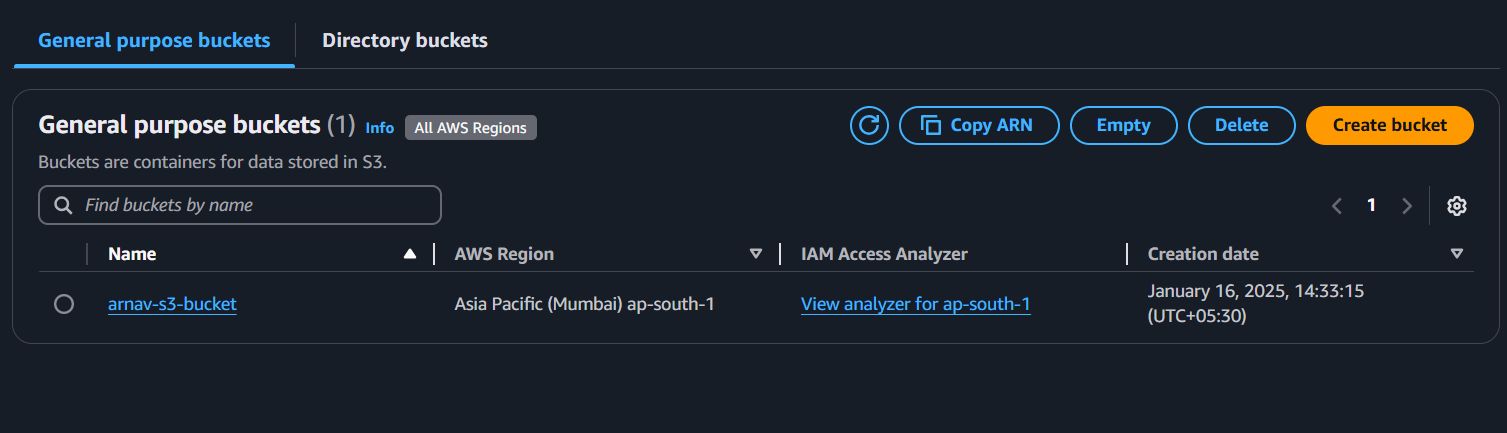 General purpose buckets Directory buckets
General purpose buckets (1) Info All AWS Regions Copy ARN Empty Delete Create bucket
Buckets are containers for data stored in S3.
Find buckets by name 1
Name AWS Region IAM Access Analyzer Creation date
arnav-s3-bucket Asia Pacific (Mumbai) ap-south-1 View analyzer for ap-south-1 January 16, 2025, 14:33:15
(UTC+05:30)